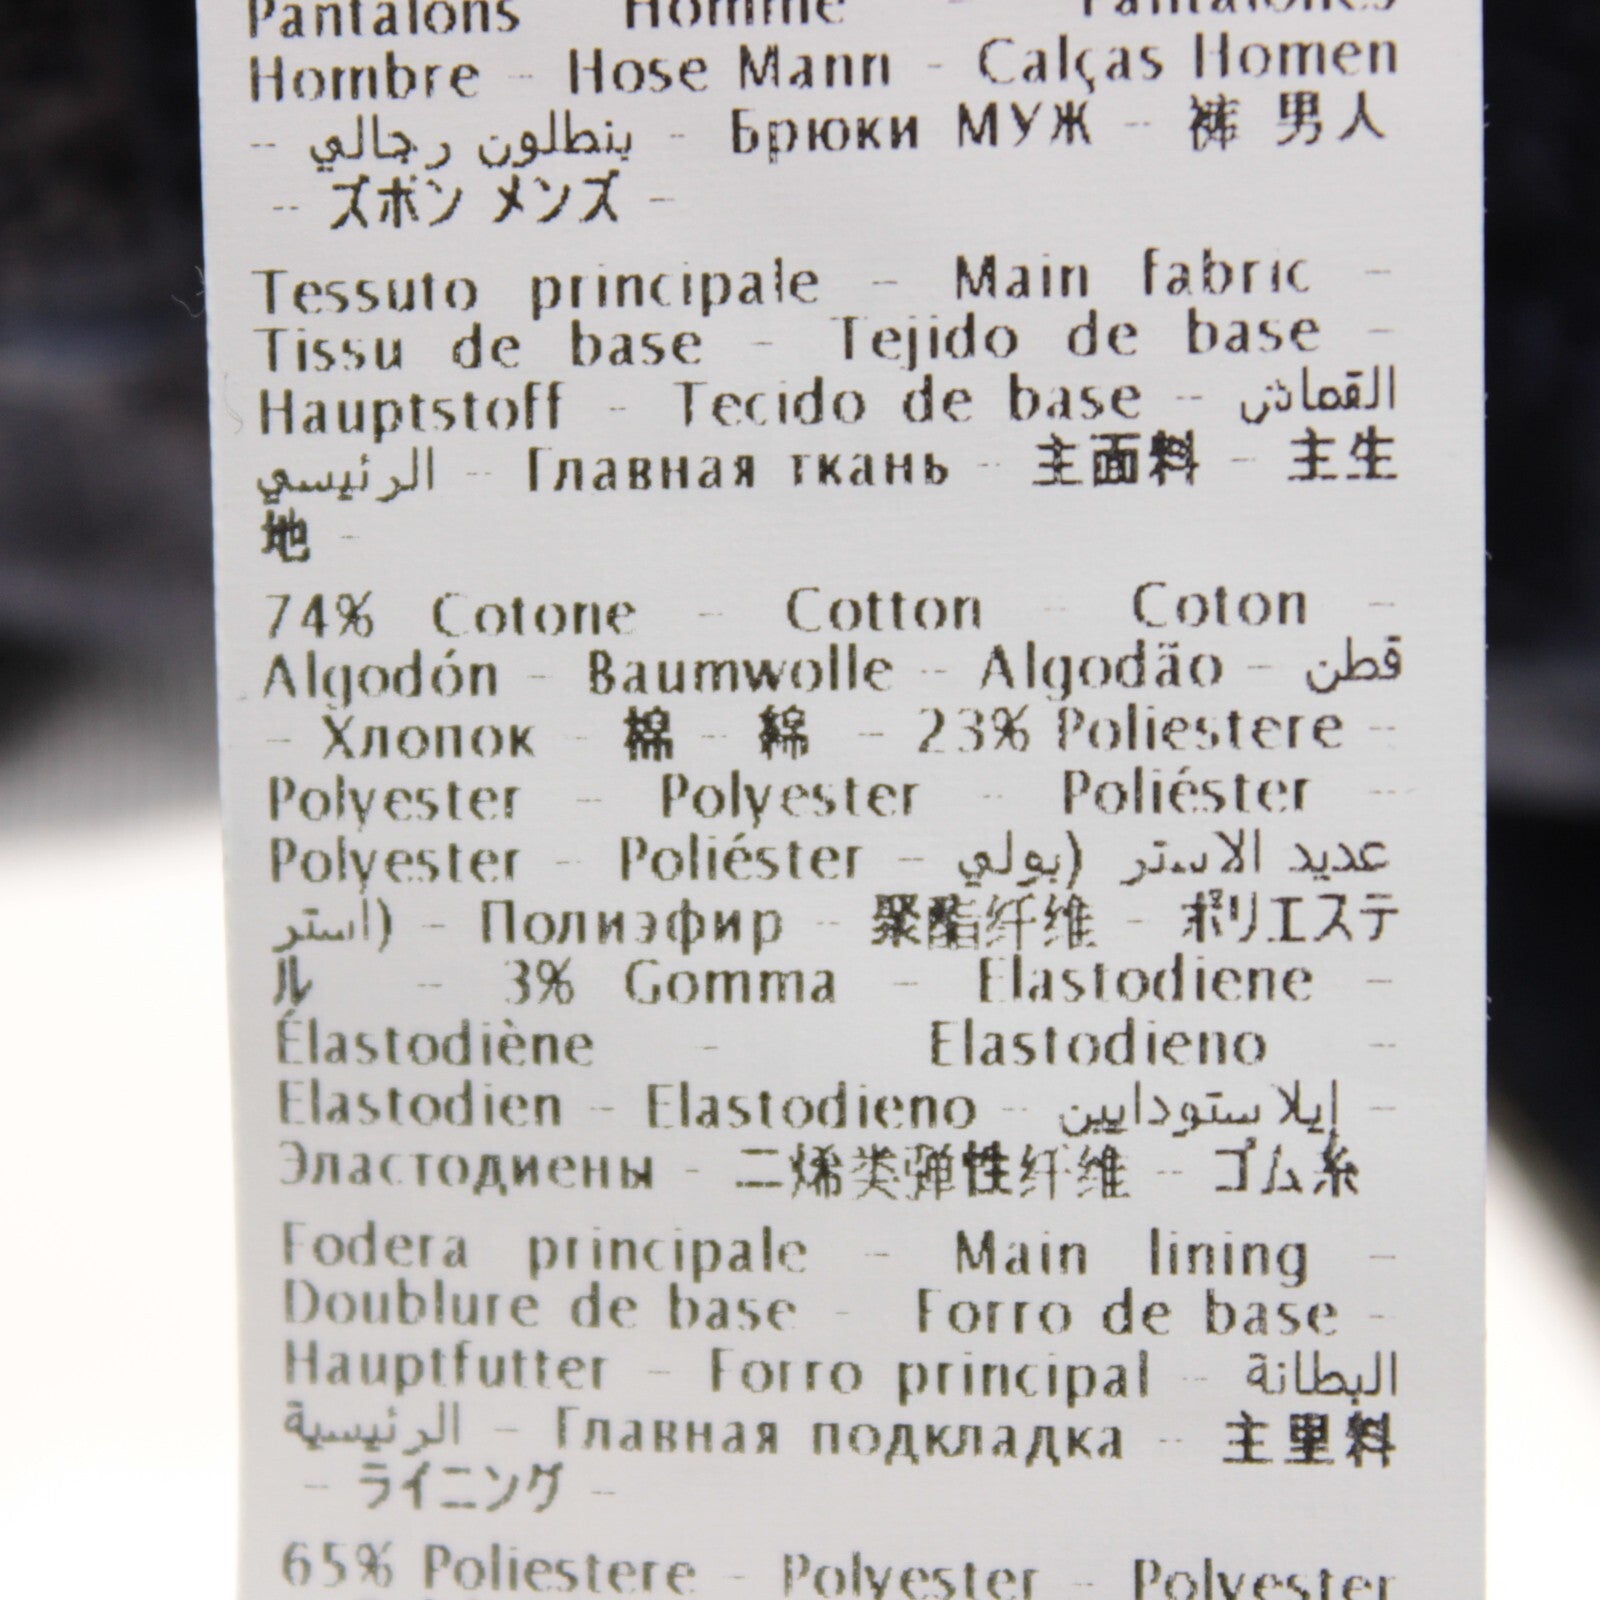 Pantalons Homme - Pantalones
Hombre - Hose Mann - Calças Homen
- بنطلون رجالي - Брюки МУЖ - 裤 男人
- ズボン メンズ -
Tessuto principale - Main fabric -
Tissu de base - Tejido de base -
Hauptstoff - Tecido de base - القماش
الرئيسي - Главная ткань - 主面料 - 主生
地 -
74% Cotone - Cotton - Coton -
Algodón - Baumwolle - Algodão - قطن
- Хлопок - 棉 - 綿 - 23% Poliestere -
Polyester - Polyester - Poliéster -
Polyester - Poliéster - عديد الاستر (بولي
استر) - Полиэфир - 聚酯纤维 - ポリエステ
ル - 3% Gomma - Elastodiene -
Élastodiène - Elastodieno -
Elastodien - Elastodieno - إيلاستودايين -
Эластодиены - 二烯类弹性纤维 - ゴム糸
Fodera principale - Main lining -
Doublure de base - Forro de base -
Hauptfutter - Forro principal - البطانة
الرئيسية - Главная подкладка - 主里料
- ライニング -
65% Poliestere - Polyester - Polyester